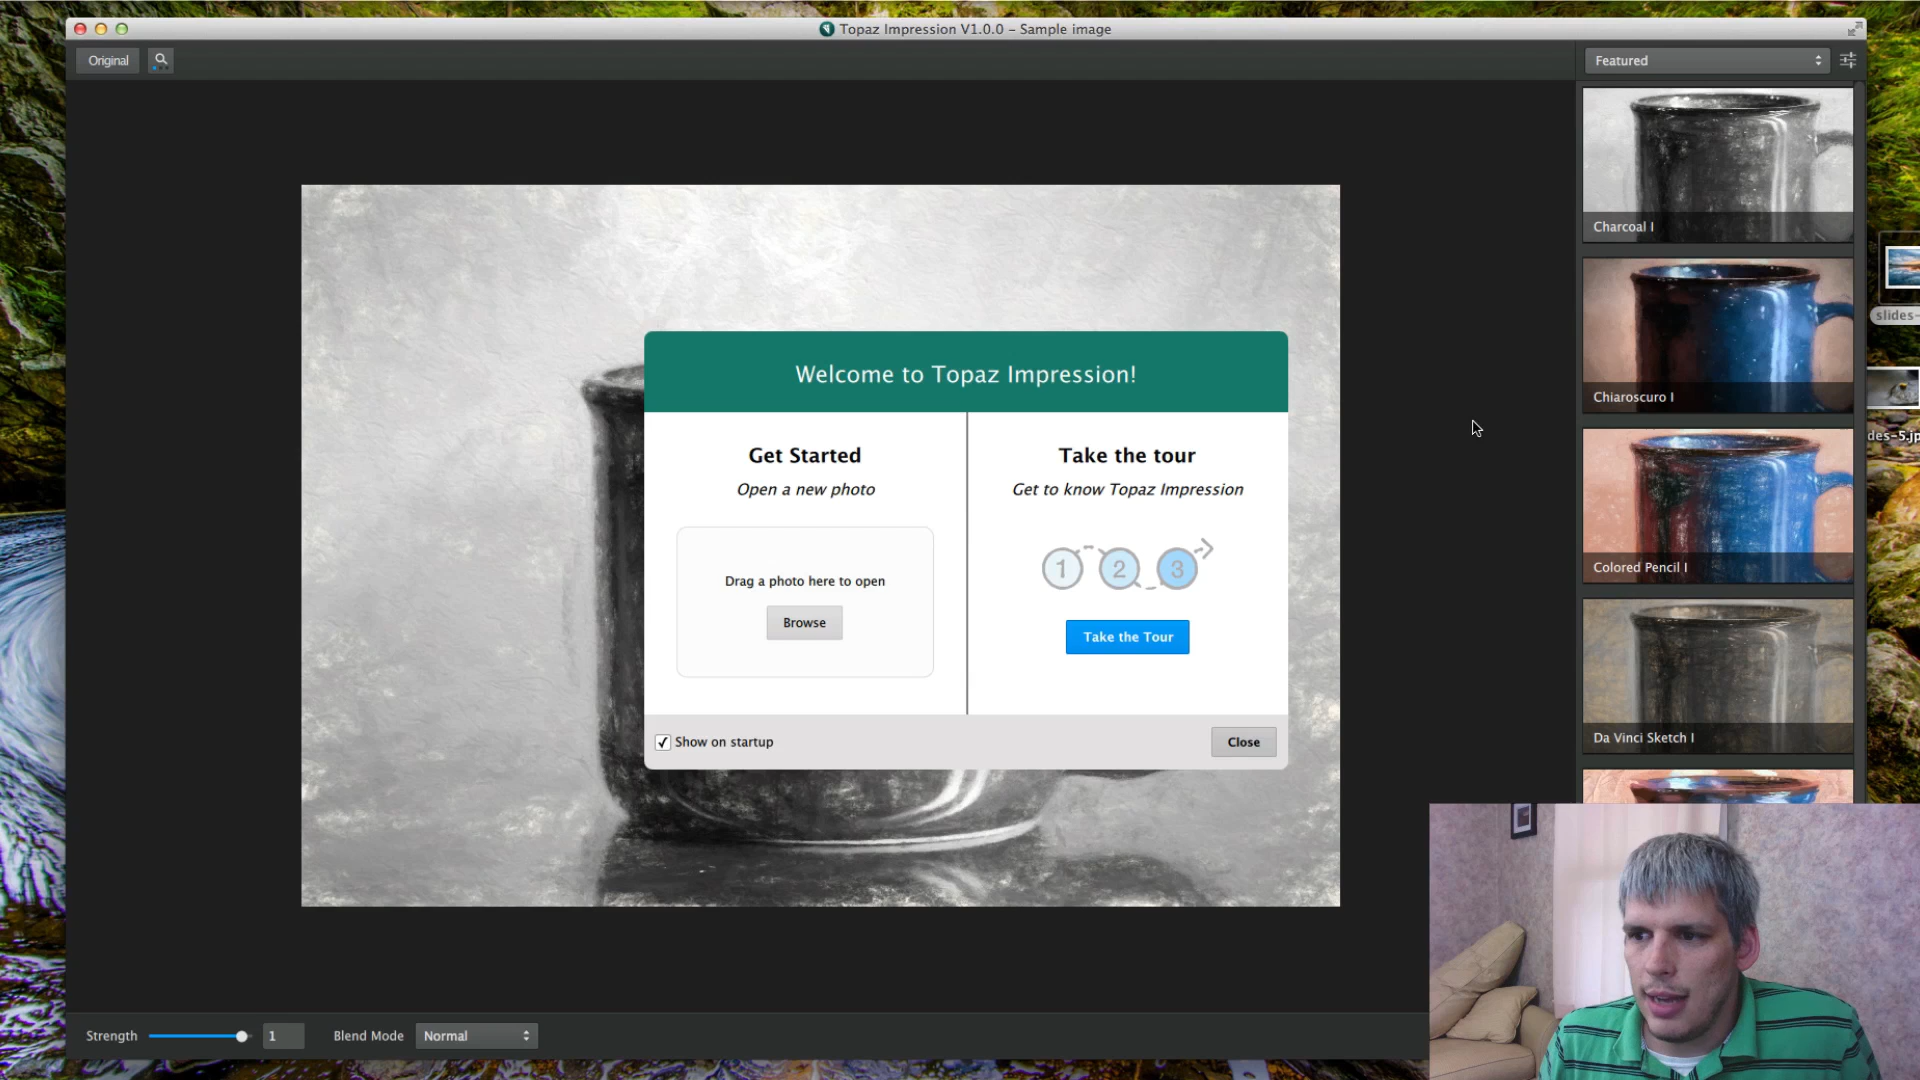 Topaz Impression V1.0.0 – Sample image
Original
Featured
Charcoal I
Chiaroscuro I
slides-
Colored Pencil I
des-5.jp
Da Vinci Sketch I
Welcome to Topaz Impression!
Get Started
Open a new photo
Drag a photo here to open
Browse
Take the tour
Get to know Topaz Impression
1 2 3
Take the Tour
Show on startup
Close
Strength
1
Blend Mode
Normal